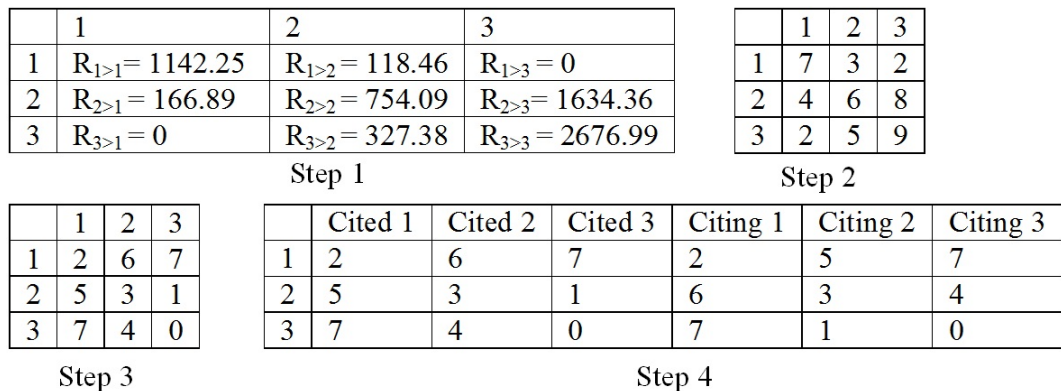 1 2 3
1 R1>1= 1142.25 R1>2 = 118.46 R1>3 = 0
2 R2>1 = 166.89 R2>2 = 754.09 R2>3= 1634.36
3 R3>1 = 0 R3>2 = 327.38 R3>3 = 2676.99
Step 1
1 2 3
1 7 3 2
2 4 6 8
3 2 5 9
Step 2
1 2 3
1 2 6 7
2 5 3 1
3 7 4 0
Step 3
Cited 1 Cited 2 Cited 3 Citing 1 Citing 2 Citing 3
1 2 6 7 2 5 7
2 5 3 1 6 3 4
3 7 4 0 7 1 0
Step 4